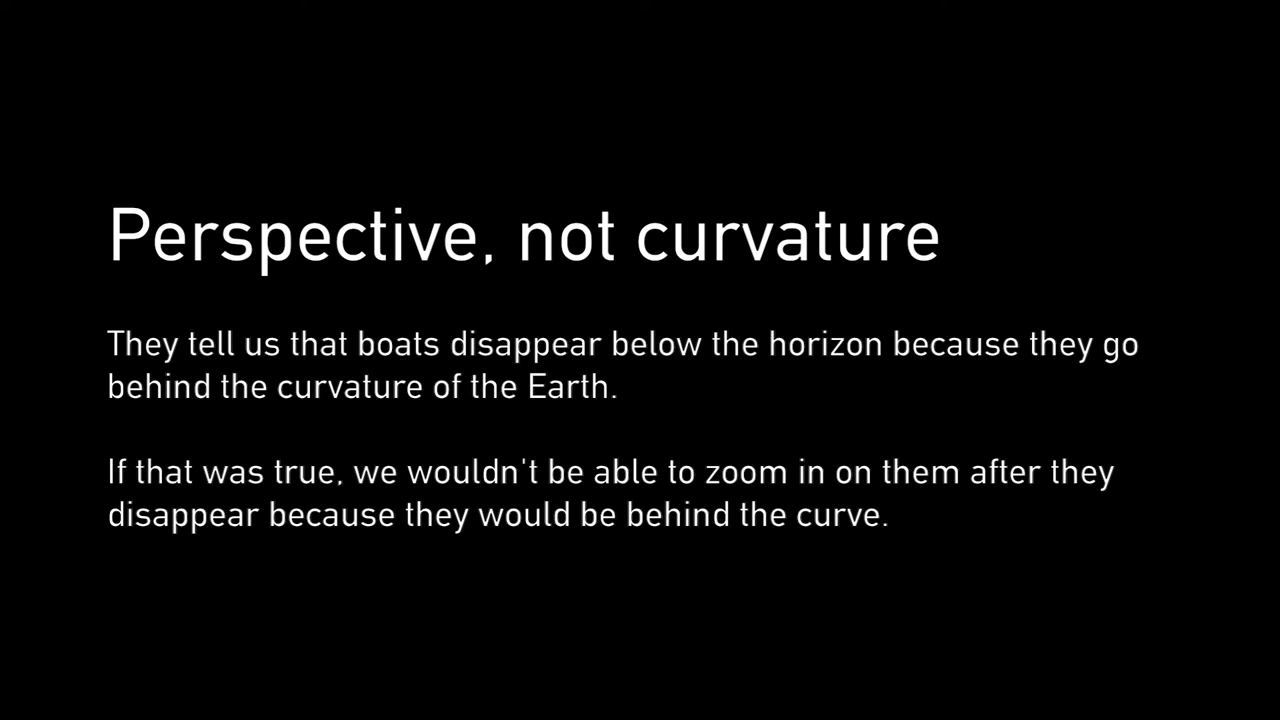 Perspective, not curvature
They tell us that boats disappear below the horizon because they go
behind the curvature of the Earth.
If that was true, we wouldn't be able to zoom in on them after they
disappear because they would be behind the curve.